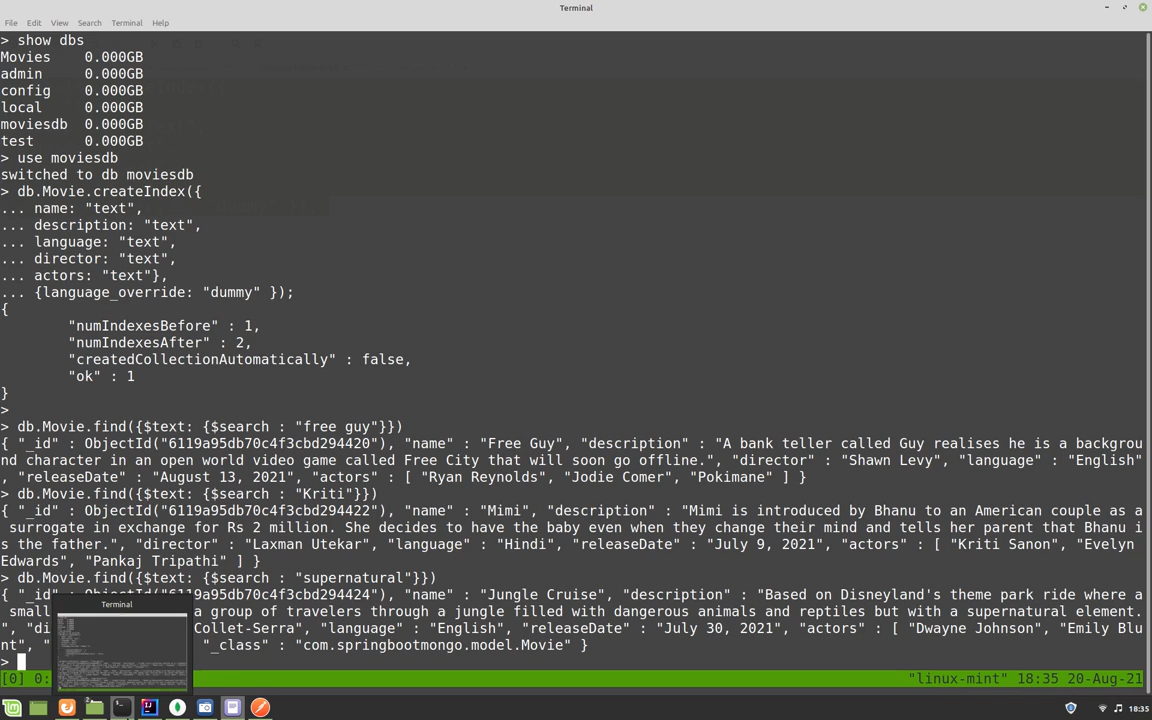 Terminal
File Edit View Search Terminal Help
> show dbs
Movies 0.000GB
admin 0.000GB
config 0.000GB
local 0.000GB
moviesdb 0.000GB
test 0.000GB
> use moviesdb
switched to db moviesdb
> db.Movie.createIndex({
... name: "text",
... description: "text",
... language: "text",
... director: "text",
... actors: "text"},
... {language_override: "dummy" });
{
"numIndexesBefore" : 1,
"numIndexesAfter" : 2,
"createdCollectionAutomatically" : false,
"ok" : 1
}
>
> db.Movie.find({$text: {$search : "free guy"}})
{ "_id" : ObjectId("6119a95db70c4f3cbd294420"), "name" : "Free Guy", "description" : "A bank teller called Guy realises he is a backgrou
nd character in an open world video game called Free City that will soon go offline.", "director" : "Shawn Levy", "language" : "English"
, "releaseDate" : "August 13, 2021", "actors" : [ "Ryan Reynolds", "Jodie Comer", "Pokimane" ] }
> db.Movie.find({$text: {$search : "Kriti"}})
{ "_id" : ObjectId("6119a95db70c4f3cbd294422"), "name" : "Mimi", "description" : "Mimi is introduced by Bhanu to an American couple as a
surrogate in exchange for Rs 2 million. She decides to have the baby even when they change their mind and tells her parent that Bhanu i
s the father.", "director" : "Laxman Utekar", "language" : "Hindi", "releaseDate" : "July 9, 2021", "actors" : [ "Kriti Sanon", "Evelyn
Edwards", "Pankaj Tripathi" ] }
> db.Movie.find({$text: {$search : "supernatural"}})
{ "_id" : ObjectId("6119a95db70c4f3cbd294424"), "name" : "Jungle Cruise", "description" : "Based on Disneyland's theme park ride where a
small a group of travelers through a jungle filled with dangerous animals and reptiles but with a supernatural element.
", "di Collet-Serra", "language" : "English", "releaseDate" : "July 30, 2021", "actors" : [ "Dwayne Johnson", "Emily Blu
nt", " "_class" : "com.springbootmongo.model.Movie" }
>
Terminal
[0] 0: "linux-mint" 18:35 20-Aug-21
18:35